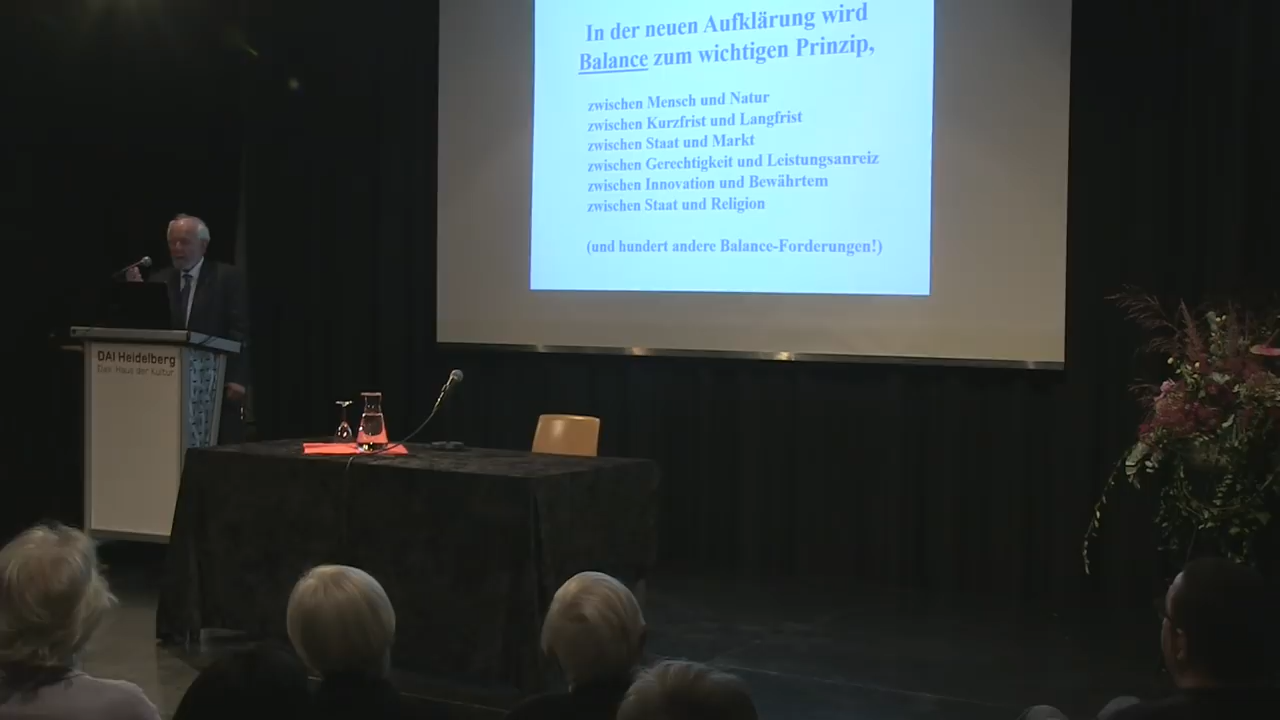 In der neuen Aufklärung wird
Balance zum wichtigen Prinzip,
zwischen Mensch und Natur
zwischen Kurzfrist und Langfrist
zwischen Staat und Markt
zwischen Gerechtigkeit und Leistungsanreiz
zwischen Innovation und Bewährtem
zwischen Staat und Religion
(und hundert andere Balance-Forderungen!)
DAI Heidelberg
Das Haus der Kultur